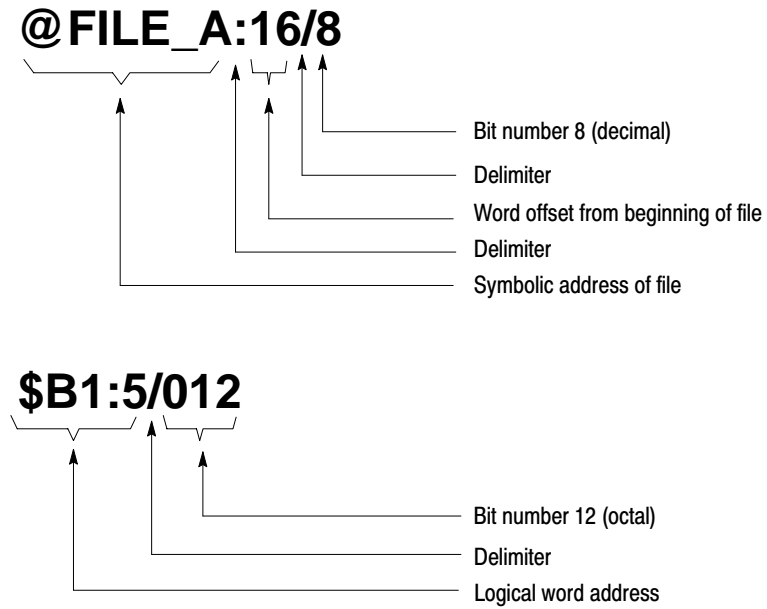 @FILE_A:16/8
Bit number 8 (decimal)
Delimiter
Word offset from beginning of file
Delimiter
Symbolic address of file
$B1:5/012
Bit number 12 (octal)
Delimiter
Logical word address